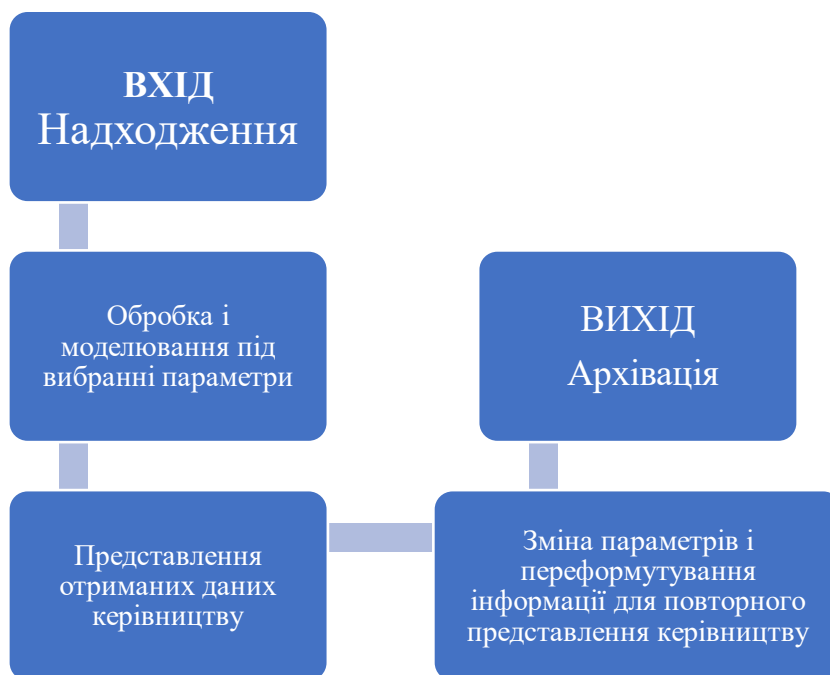 ВХІД
Надходження
Обробка і
моделювання під
вибранні параметри
Представлення
отриманих даних
керівництву
Зміна параметрів і
переформутування
інформації для повторного
представлення керівництву
ВИХІД
Архівація